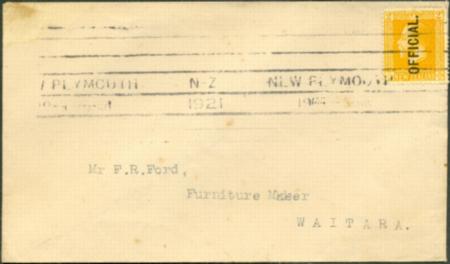 OFFICIAL.
PLYMOUTH N-Z NEW PLYMOUTH
1921
Mr F.R.Ford,
Furniture Maker
WAITARA.